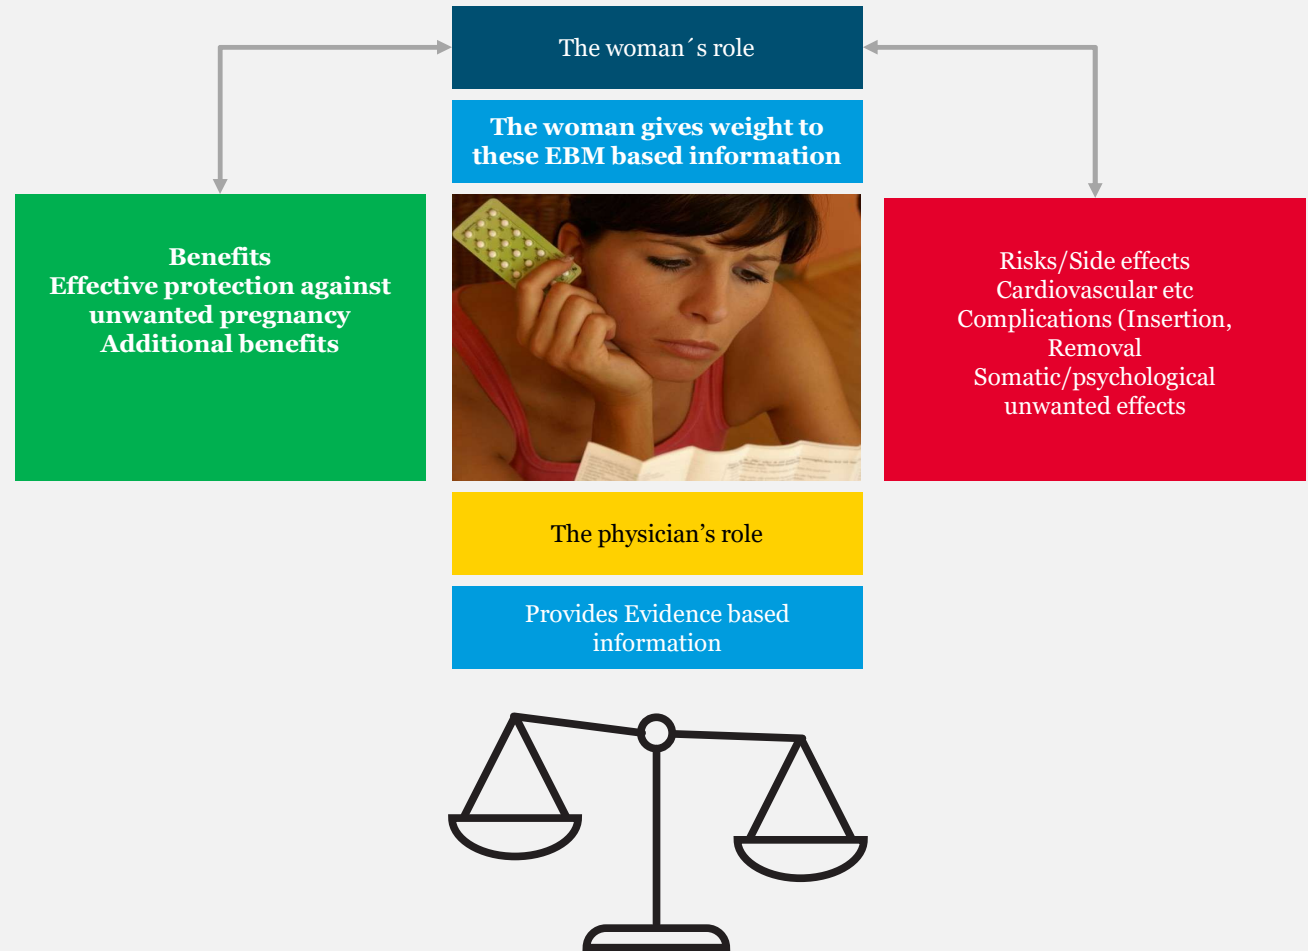 The woman´s role
The woman gives weight to
these EBM based information
Benefits
Effective protection against
unwanted pregnancy
Additional benefits
Risks/Side effects
Cardiovascular etc
Complications (Insertion,
Removal
Somatic/psychological
unwanted effects
The physician’s role
Provides Evidence based
information